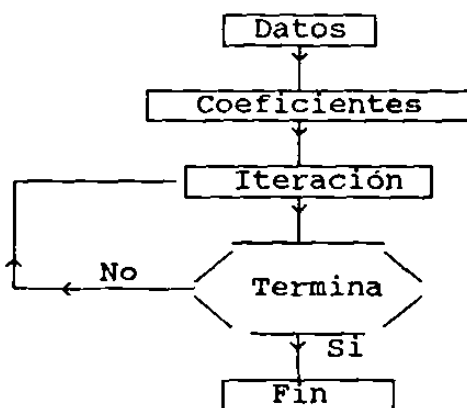 Datos
Coeficientes
Iteración
No
Termina
Si
Fin